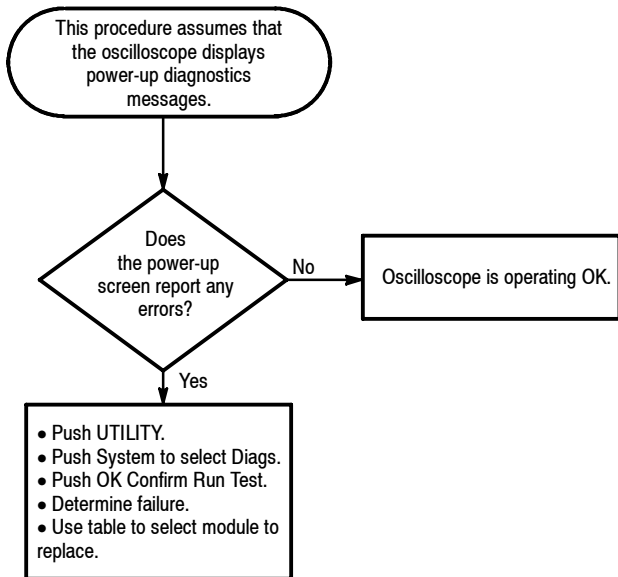 This procedure assumes that
the oscilloscope displays
power-up diagnostics
messages.
Does
the power-up
screen report any
errors?
No
Oscilloscope is operating OK.
Yes
• Push UTILITY.
• Push System to select Diags.
• Push OK Confirm Run Test.
• Determine failure.
• Use table to select module to
replace.